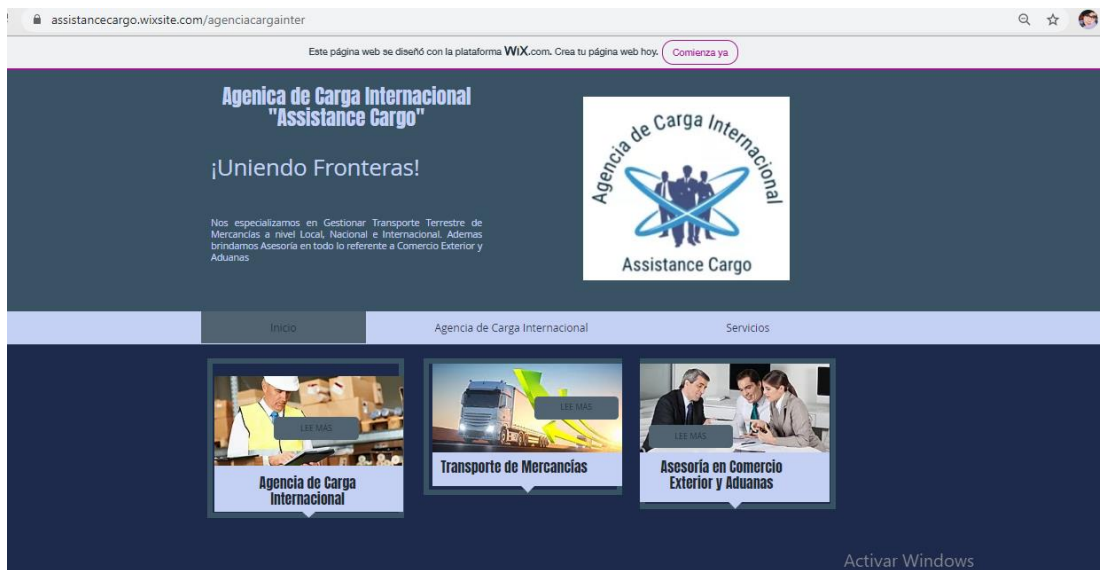 assistancecargo.wixsite.com/agenciacargainter
Este página web se diseñó con la plataforma WiX.com. Crea tu página web hoy. Comienza ya
Agenica de Carga Internacional
"Assistance Cargo"
¡Uniendo Fronteras!
Nos especializamos en Gestionar Transporte Terrestre de
Mercancías a nivel Local, Nacional e Internacional. Ademas
brindamos Asesoría en todo lo referente a Comercio Exterior y
Aduanas
Agencia de Carga Internacional
Assistance Cargo
Inicio Agencia de Carga Internacional Servicios
LEE MÁS
Agencia de Carga
Internacional
LEE MÁS
Transporte de Mercancías
LEE MÁS
Asesoría en Comercio
Exterior y Aduanas
Activar Windows